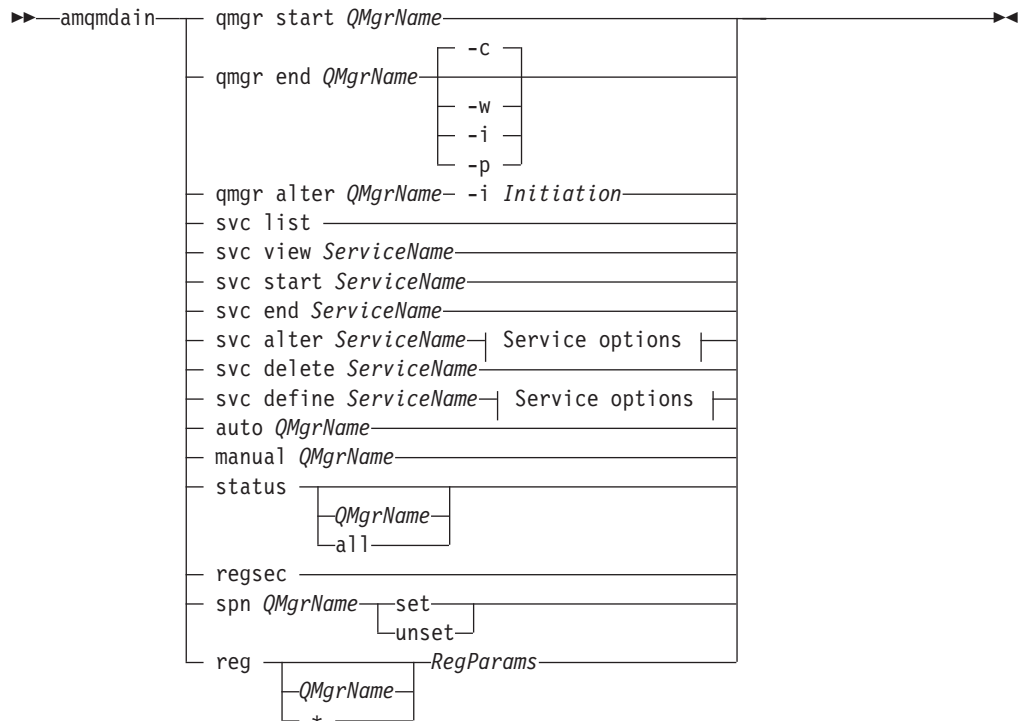 amqmdain qmgr start QMgrName
-c
qmgr end QMgrName
-w
-i
-p
qmgr alter QMgrName -i Initiation
svc list
svc view ServiceName
svc start ServiceName
svc end ServiceName
svc alter ServiceName Service options
svc delete ServiceName
svc define ServiceName Service options
auto QMgrName
manual QMgrName
status
QMgrName
all
regsec
spn QMgrName set
unset
reg RegParams
QMgrName
*